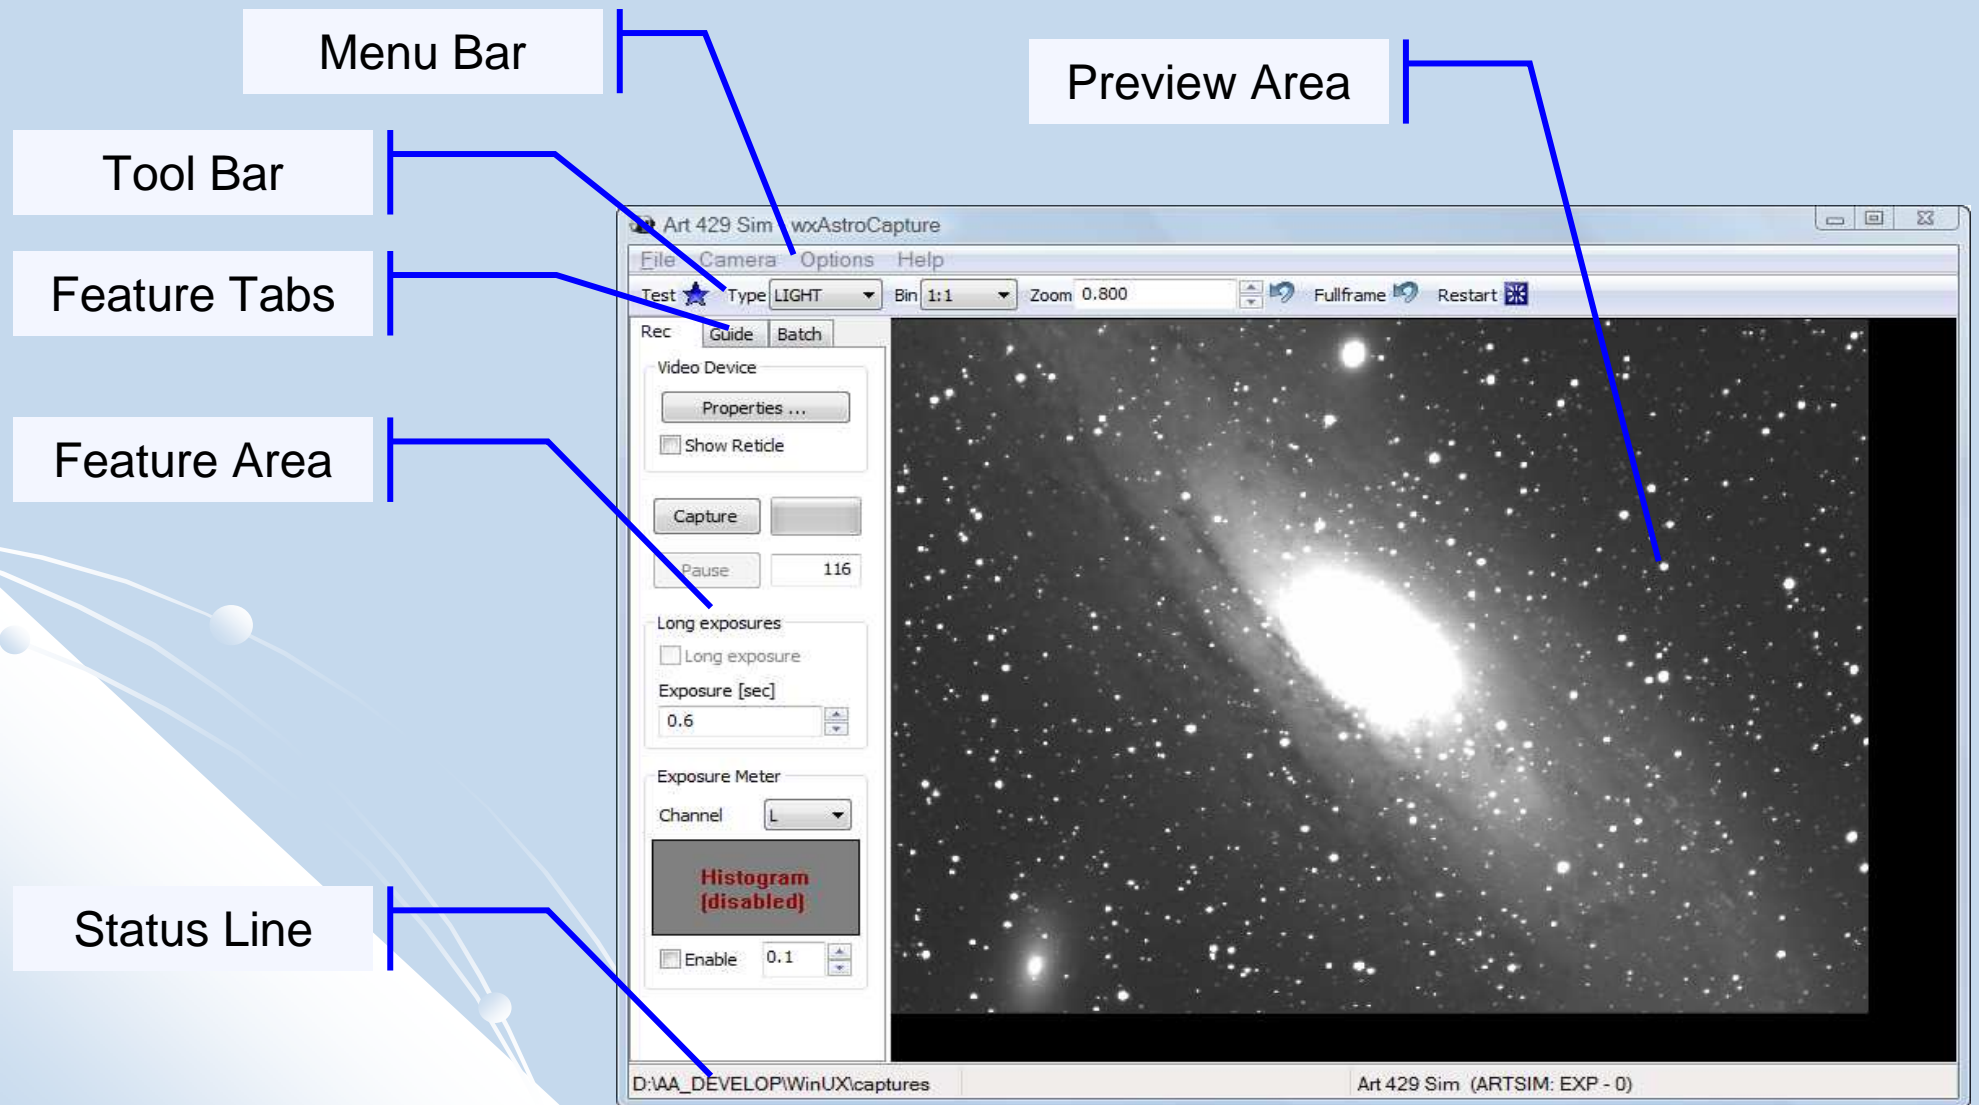 Menu Bar
Preview Area
Tool Bar
Feature Tabs
Feature Area
Status Line
Art 429 Sim - wxAstroCapture
File Camera Options Help
Test Type LIGHT Bin 1:1 Zoom 0.800 Fullframe Restart
Rec Guide Batch
Video Device
Properties ...
Show Reticle
Capture
Pause 116
Long exposures
Long exposure
Exposure [sec]
0.6
Exposure Meter
Channel L
Histogram
(disabled)
Enable 0.1
D:\AA_DEVELOP\WinUX\captures
Art 429 Sim (ARTSIM: EXP - 0)